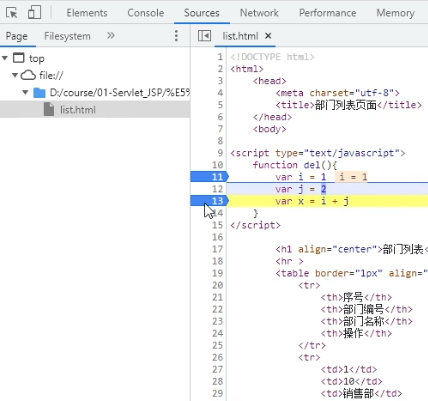 Elements Console Sources Network Performance Memory
Page Filesystem »
list.html ×
top
file://
D:/course/01-Servlet_JSP/%E5%
list.html
1 <!DOCTYPE html>
2 <html>
3 <head>
4 <meta charset="utf-8">
5 <title>部门列表页面</title>
6 </head>
7 <body>
8
9 <script type="text/javascript">
10 function del(){
11 var i = 1 i = 1
12 var j = 2
13 var x = i + j
14 }
15 </script>
16
17 <h1 align="center">部门列表<
18 <hr >
19 <table border="1px" align="
20 <tr>
21 <th>序号</th>
22 <th>部门编号</th>
23 <th>部门名称</th>
24 <th>操作</th>
25 </tr>
26 <tr>
27 <td>1</td>
28 <td>10</td>
29 <td>销售部</td>